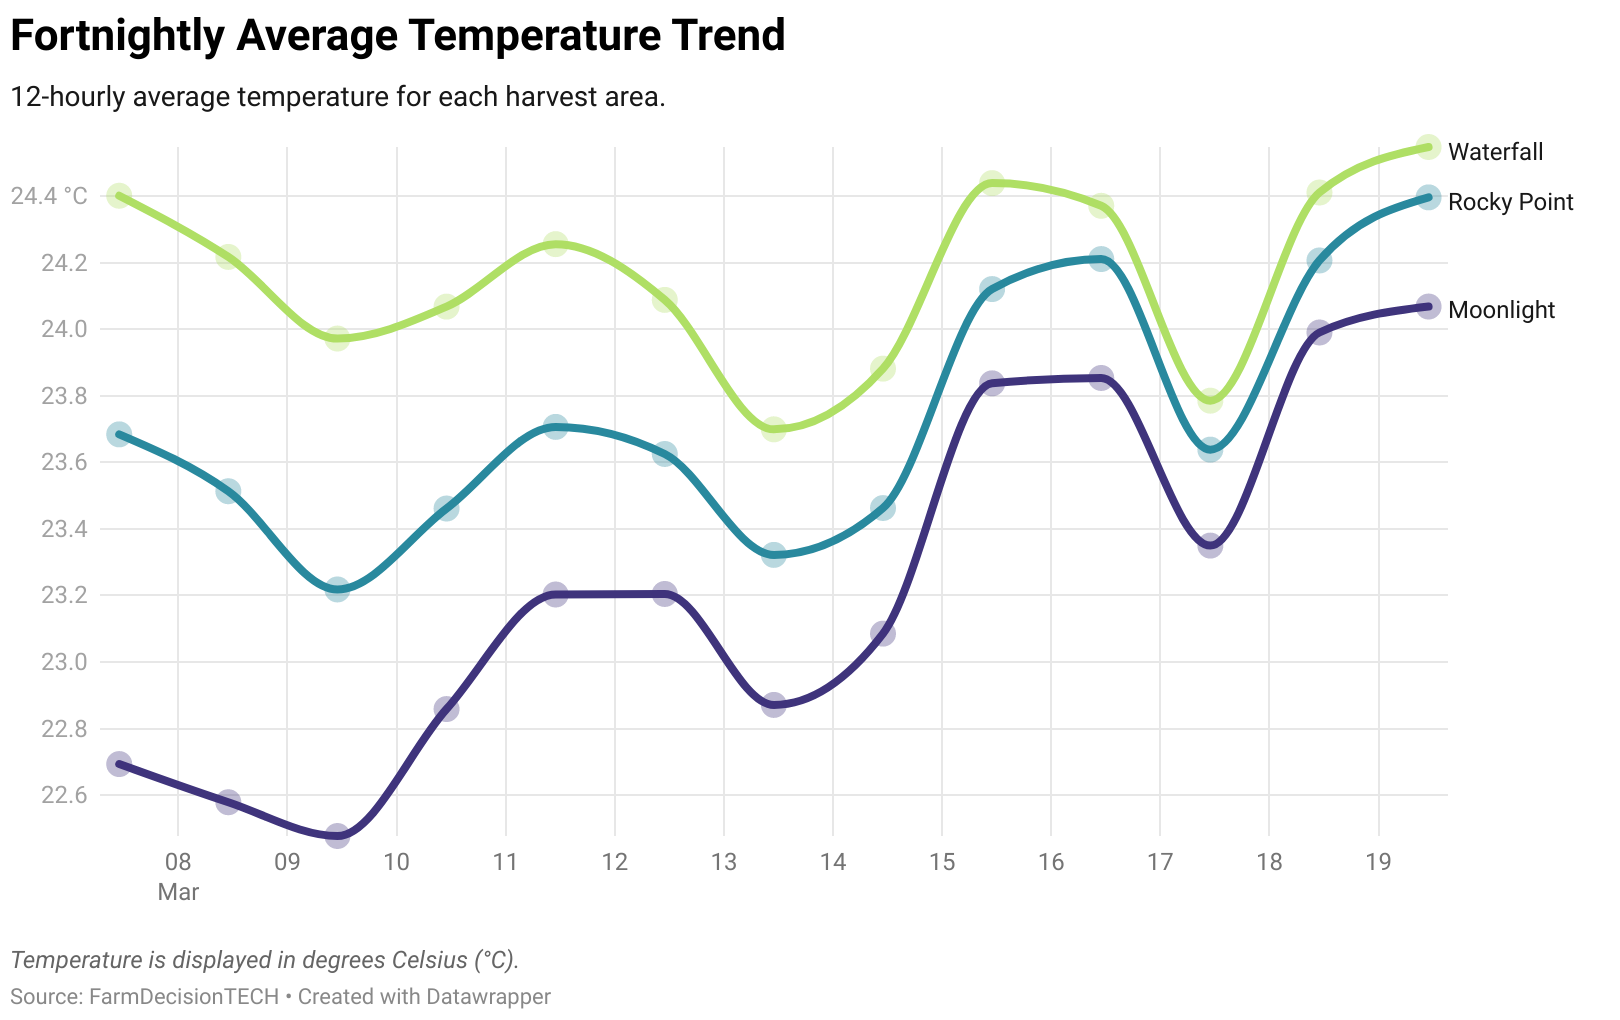 Fortnightly Average Temperature Trend
12-hourly average temperature for each harvest area.
Waterfall
24.4 °C
Rocky Point
24.2
Moonlight
24.0
23.8
23.6
23.4
23.2
23.0
22.8
22.6
08 09 10 11 12 13 14 15 16 17 18 19
Mar
Temperature is displayed in degrees Celsius (°C).
Source: FarmDecisionTECH • Created with Datawrapper